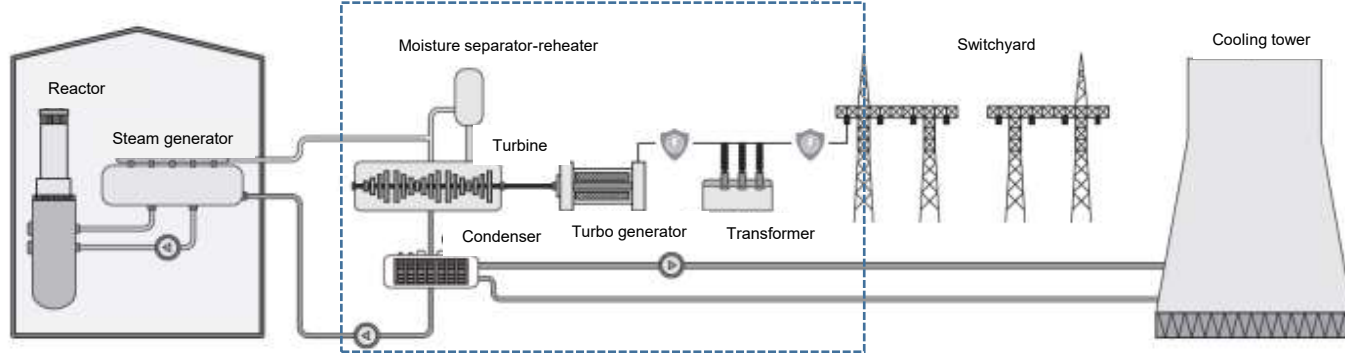 Moisture separator-reheater
Switchyard
Cooling tower
Reactor
Steam generator
Turbine
Condenser
Turbo generator
Transformer